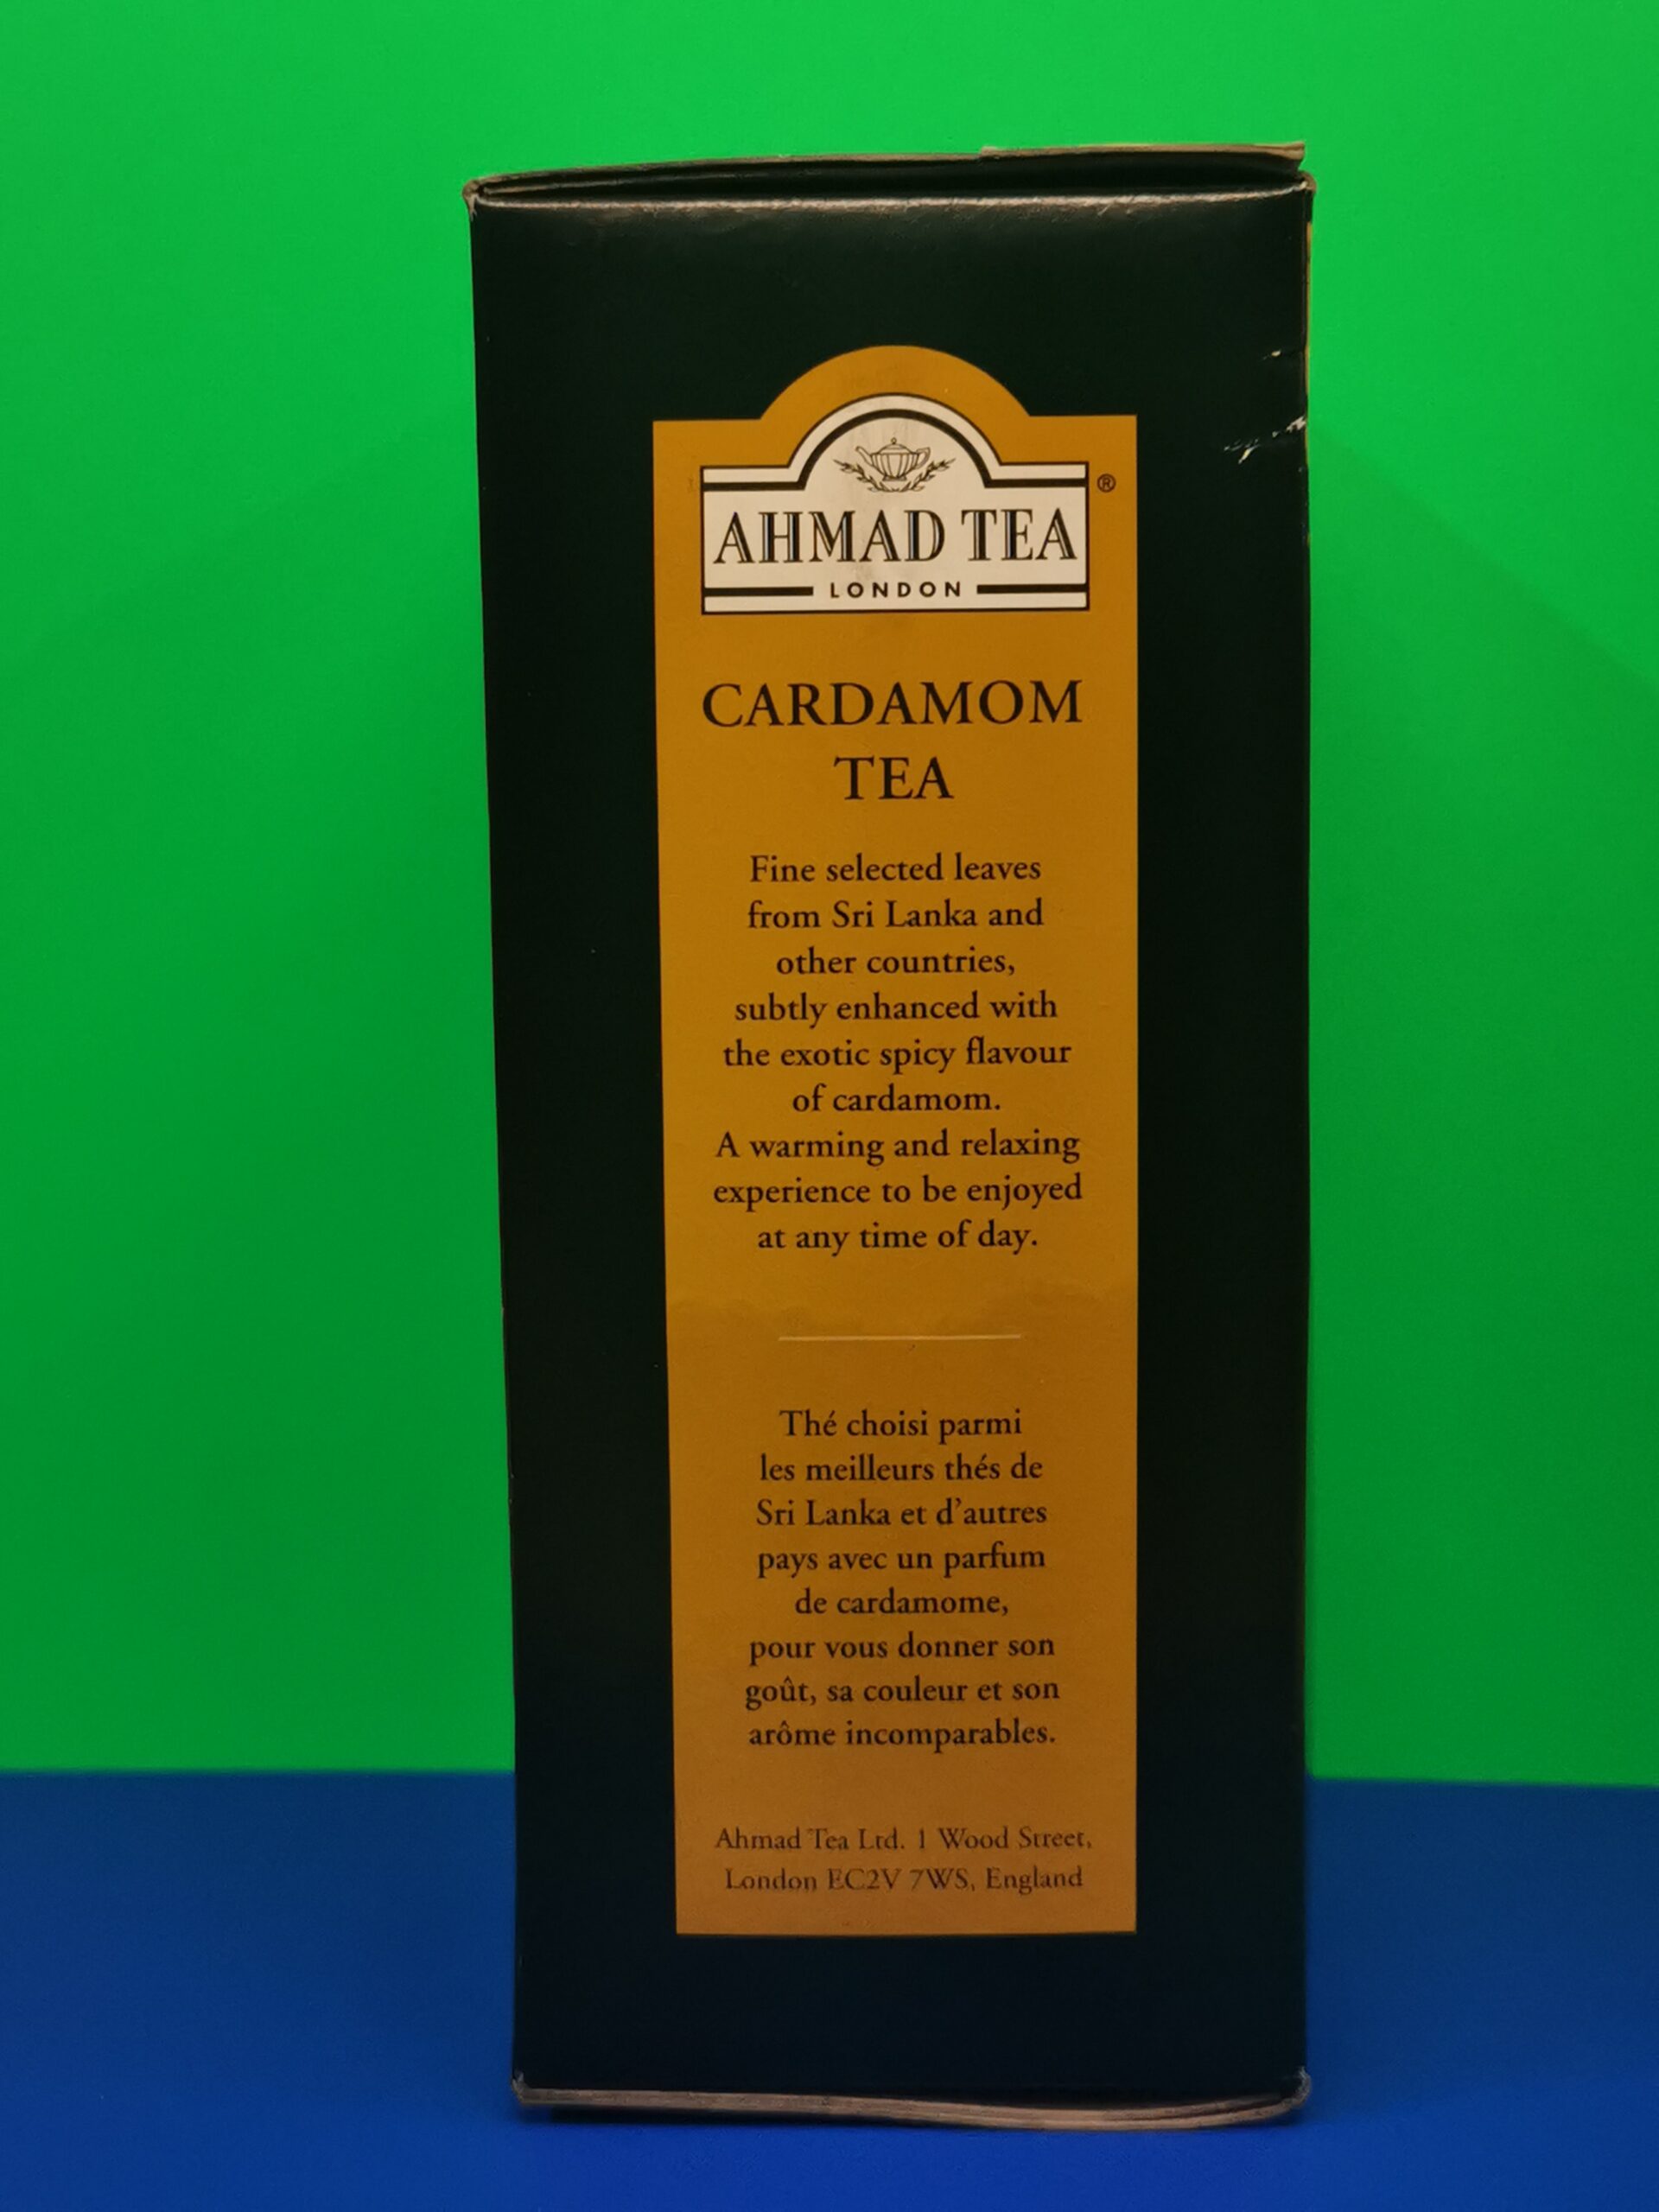 AHMAD TEA
®
LONDON
CARDAMOM
TEA
Fine selected leaves
from Sri Lanka and
other countries,
subtly enhanced with
the exotic spicy flavour
of cardamom.
A warming and relaxing
experience to be enjoyed
at any time of day.
Thé choisi parmi
les meilleurs thés de
Sri Lanka et d'autres
pays avec un parfum
de cardamome,
pour vous donner son
goût, sa couleur et son
arôme incomparables.
Ahmad Tea Ltd. 1 Wood Street,
London EC2V 7WS, England